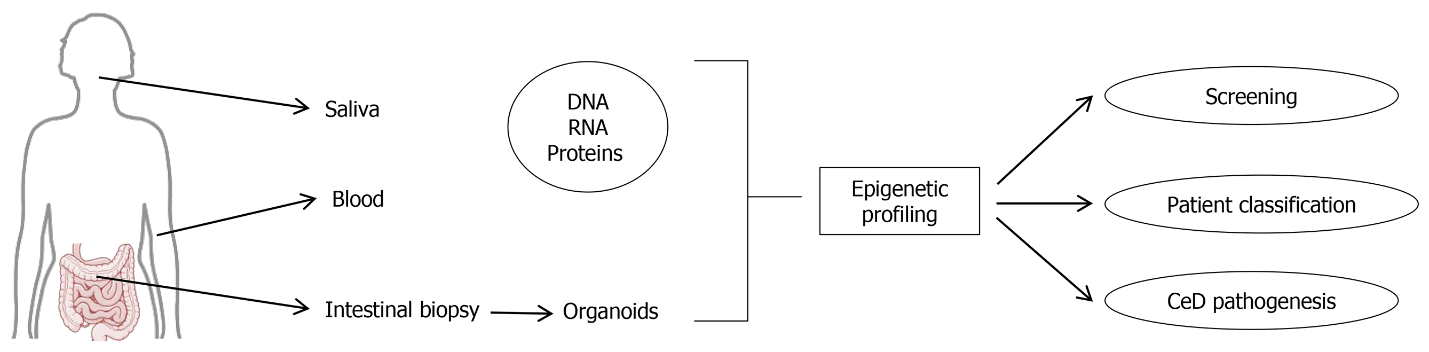 Saliva
Blood
Intestinal biopsy
Organoids
DNA
RNA
Proteins
Epigenetic
profiling
Screening
Patient classification
CeD pathogenesis